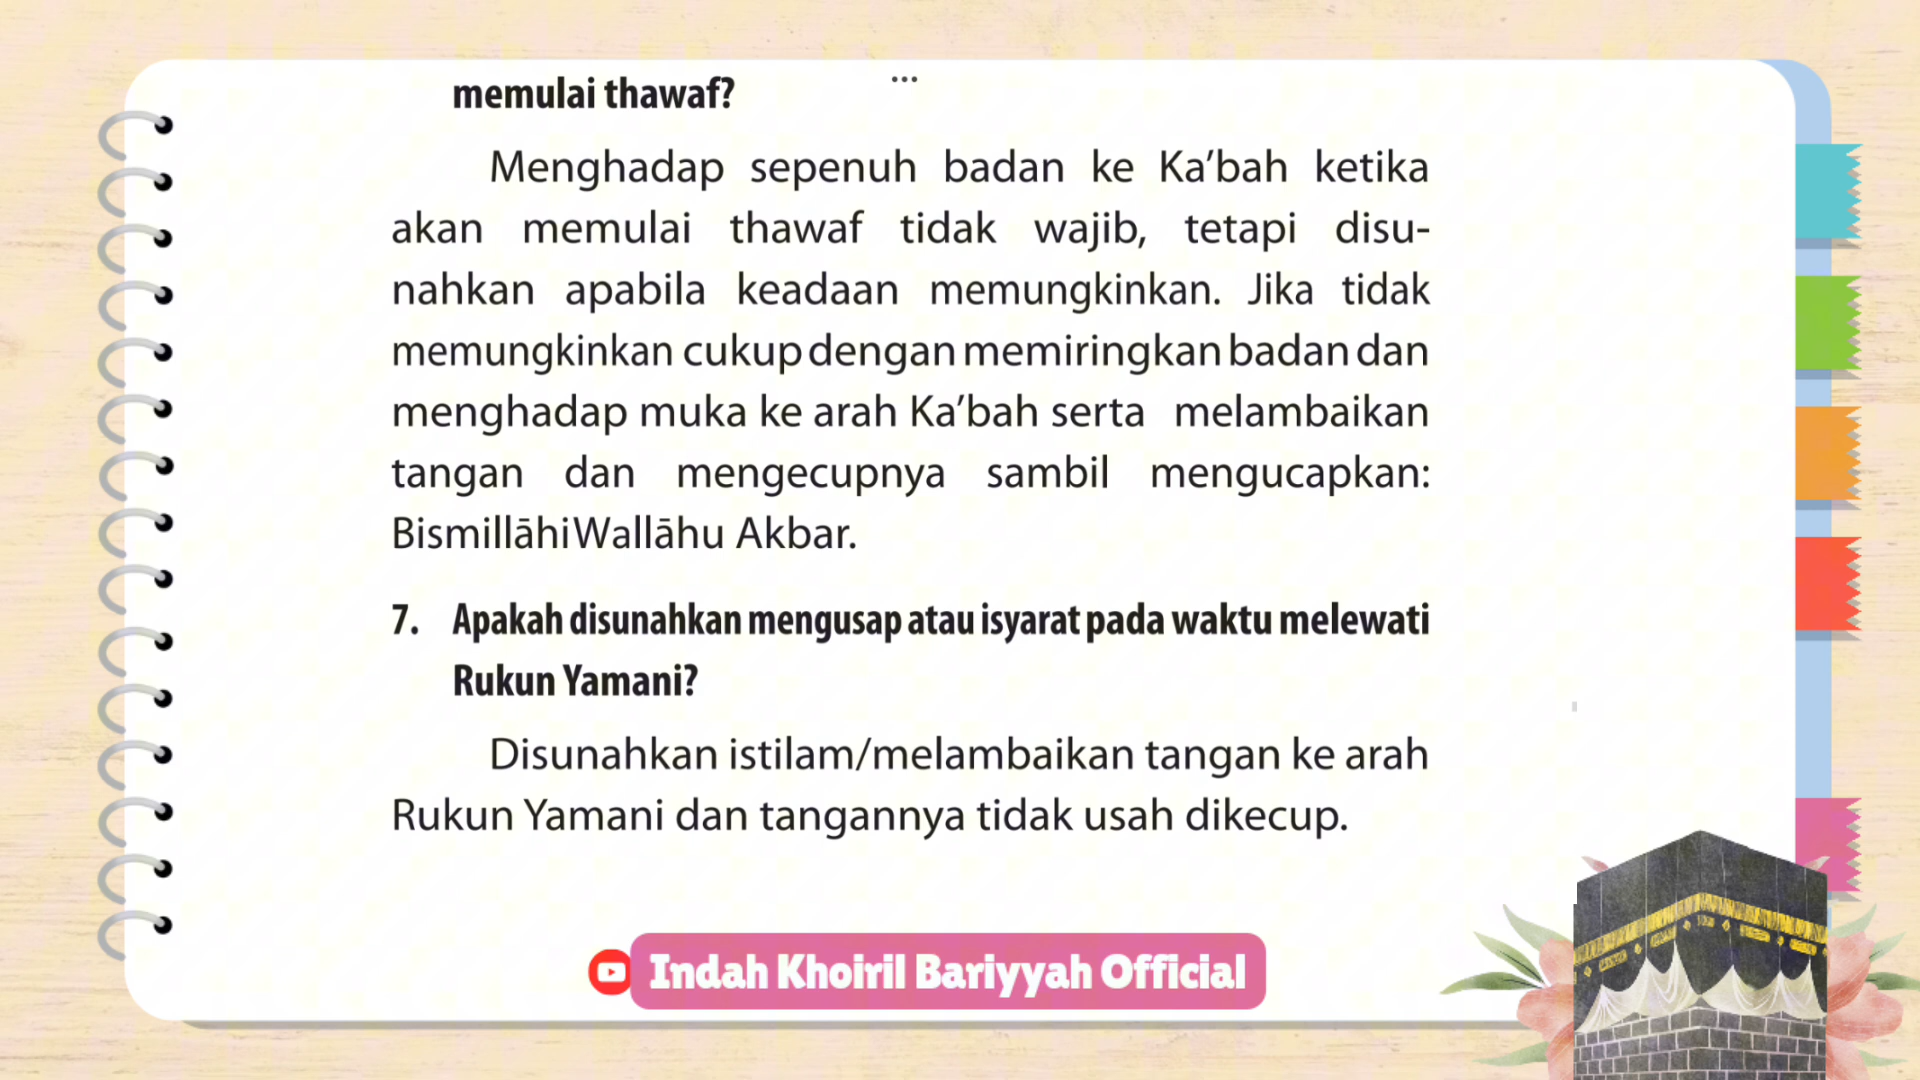 memulai thawaf?
...
Menghadap sepenuh badan ke Ka’bah ketika
akan memulai thawaf tidak wajib, tetapi disu-
nahkan apabila keadaan memungkinkan. Jika tidak
memungkinkan cukup dengan memiringkan badan dan
menghadap muka ke arah Ka’bah serta melambaikan
tangan dan mengecupnya sambil mengucapkan:
Bismillāhi Wallāhu Akbar.
7. Apakah disunahkan mengusap atau isyarat pada waktu melewati
Rukun Yamani?
Disunahkan istilam/melambaikan tangan ke arah
Rukun Yamani dan tangannya tidak usah dikecup.
Indah Khoiril Bariyyah Official